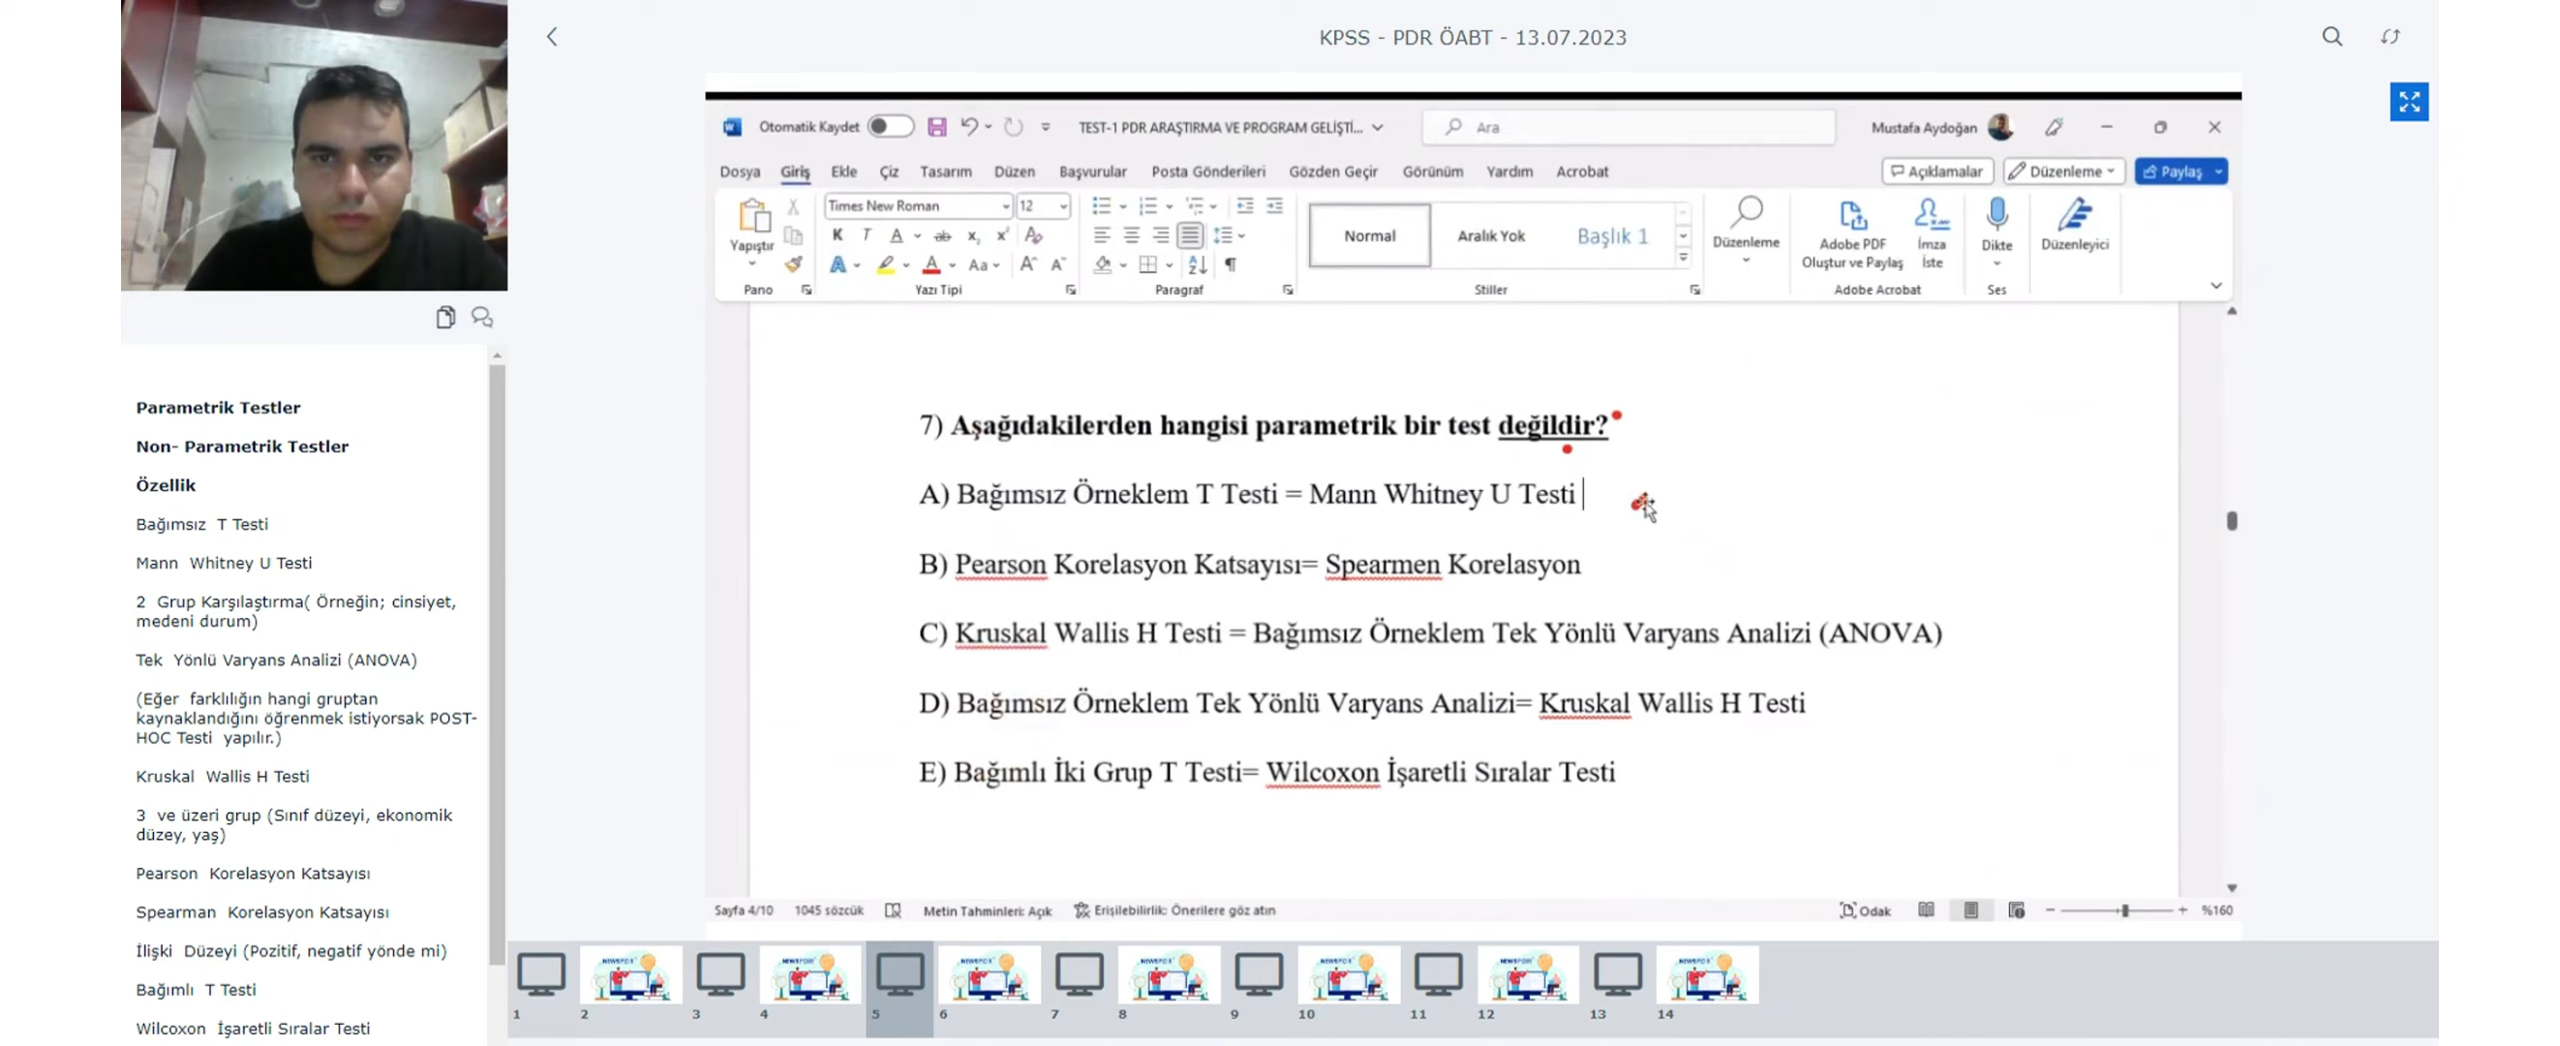 KPSS - PDR ÖABT - 13.07.2023
Otomatik Kaydet
TEST-1 PDR ARAŞTIRMA VE PROGRAM GELİŞTİ...
Ara
Mustafa Aydoğan
Dosya Giriş Ekle Çiz Tasarım Düzen Başvurular Posta Gönderileri Gözden Geçir Görünüm Yardım Acrobat
Açıklamalar Düzenleme Paylaş
Yapıştır
Pano
Times New Roman 12
K T A ab x₂ x²
A A Aa A A
Yazı Tipi
Paragraf
Normal Aralık Yok Başlık 1
Stiller
Düzenleme
Adobe PDF
Oluştur ve Paylaş
İmza
İste
Adobe Acrobat
Dikte
Ses
Düzenleyici
7) Aşağıdakilerden hangisi parametrik bir test değildir?
A) Bağımsız Örneklem T Testi = Mann Whitney U Testi
B) Pearson Korelasyon Katsayısı= Spearmen Korelasyon
C) Kruskal Wallis H Testi = Bağımsız Örneklem Tek Yönlü Varyans Analizi (ANOVA)
D) Bağımsız Örneklem Tek Yönlü Varyans Analizi= Kruskal Wallis H Testi
E) Bağımlı İki Grup T Testi= Wilcoxon İşaretli Sıralar Testi
Sayfa 4/10 1045 sözcük Metin Tahminleri: Açık Erişilebilirlik: Önerilere göz atın Odak %160
Parametrik Testler
Non- Parametrik Testler
Özellik
Bağımsız T Testi
Mann Whitney U Testi
2 Grup Karşılaştırma( Örneğin; cinsiyet,
medeni durum)
Tek Yönlü Varyans Analizi (ANOVA)
(Eğer farklılığın hangi gruptan
kaynaklandığını öğrenmek istiyorsak POST-
HOC Testi yapılır.)
Kruskal Wallis H Testi
3 ve üzeri grup (Sınıf düzeyi, ekonomik
düzey, yaş)
Pearson Korelasyon Katsayısı
Spearman Korelasyon Katsayısı
İlişki Düzeyi (Pozitif, negatif yönde mi)
Bağımlı T Testi
Wilcoxon İşaretli Sıralar Testi
1 2 3 4 5 6 7 8 9 10 11 12 13 14